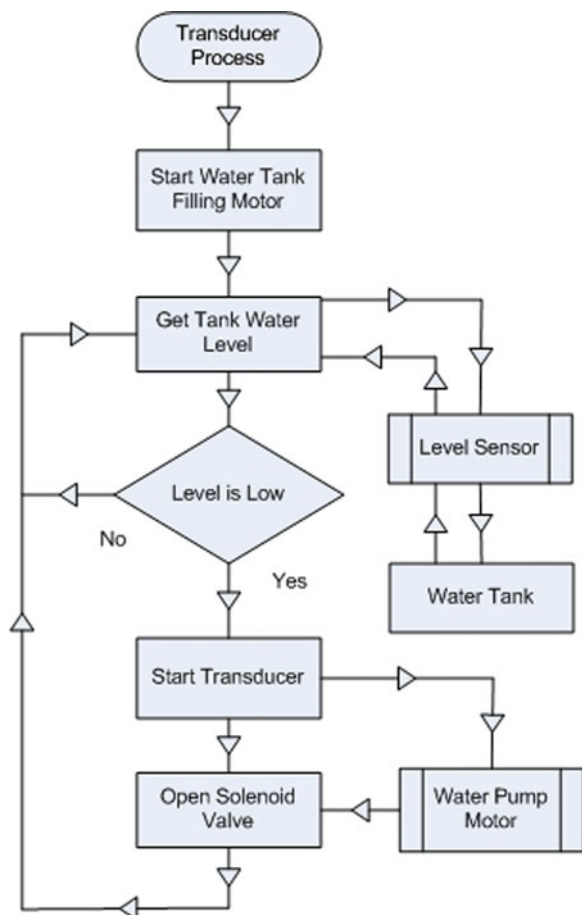 Transducer
Process
Start Water Tank
Filling Motor
Get Tank Water
Level
Level Sensor
Level is Low
No
Yes
Water Tank
Start Transducer
Open Solenoid
Valve
Water Pump
Motor